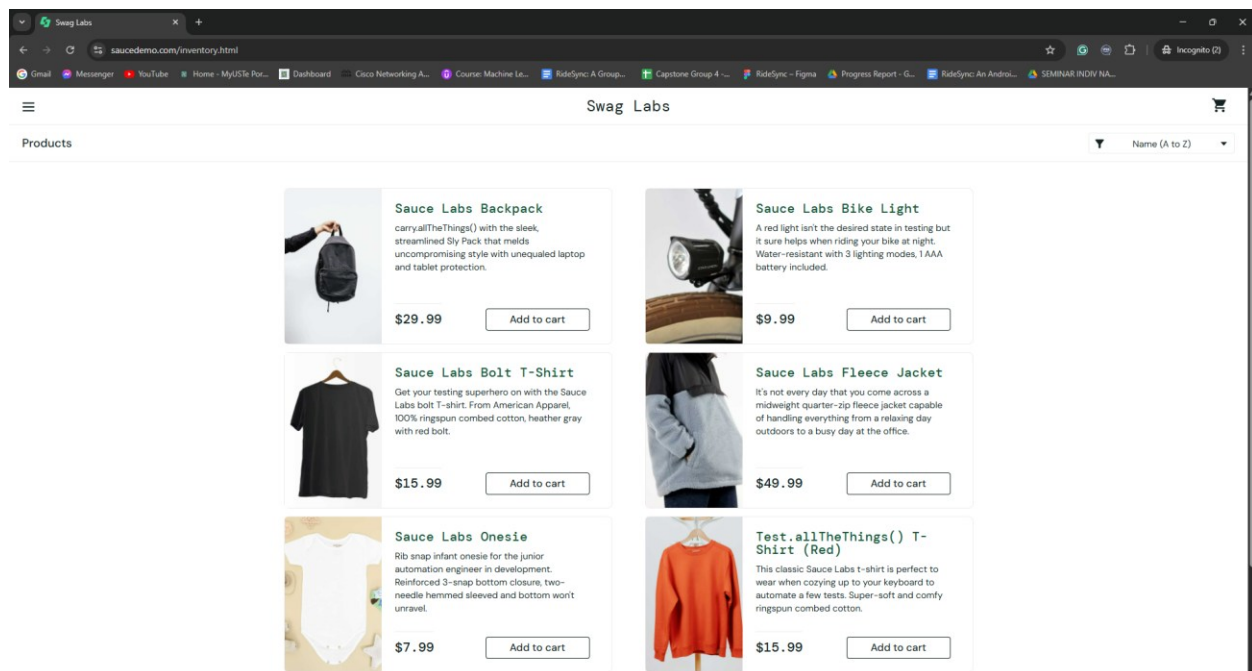 Swag Labs
saucedemo.com/inventory.html
Incognito (2)
Gmail
Messenger
YouTube
Home - MyUSTe Por...
Dashboard
Cisco Networking A...
Course: Machine Le...
RideSync: A Group...
Capstone Group 4 -...
RideSync – Figma
Progress Report - G...
RideSync: An Androi...
SEMINAR INDIV NA...
Swag Labs
Products
Name (A to Z)
Sauce Labs Backpack
carry.allTheThings() with the sleek,
streamlined Sly Pack that melds
uncompromising style with unequaled laptop
and tablet protection.
$29.99
Add to cart
Sauce Labs Bike Light
A red light isn't the desired state in testing but
it sure helps when riding your bike at night.
Water-resistant with 3 lighting modes, 1 AAA
battery included.
$9.99
Add to cart
Sauce Labs Bolt T-Shirt
Get your testing superhero on with the Sauce
Labs bolt T-shirt. From American Apparel,
100% ringspun combed cotton, heather gray
with red bolt.
$15.99
Add to cart
Sauce Labs Fleece Jacket
It's not every day that you come across a
midweight quarter-zip fleece jacket capable
of handling everything from a relaxing day
outdoors to a busy day at the office.
$49.99
Add to cart
Sauce Labs Onesie
Rib snap infant onesie for the junior
automation engineer in development.
Reinforced 3-snap bottom closure, two-
needle hemmed sleeved and bottom won't
unravel.
$7.99
Add to cart
Test.allTheThings() T-
Shirt (Red)
This classic Sauce Labs t-shirt is perfect to
wear when cozying up to your keyboard to
automate a few tests. Super-soft and comfy
ringspun combed cotton.
$15.99
Add to cart